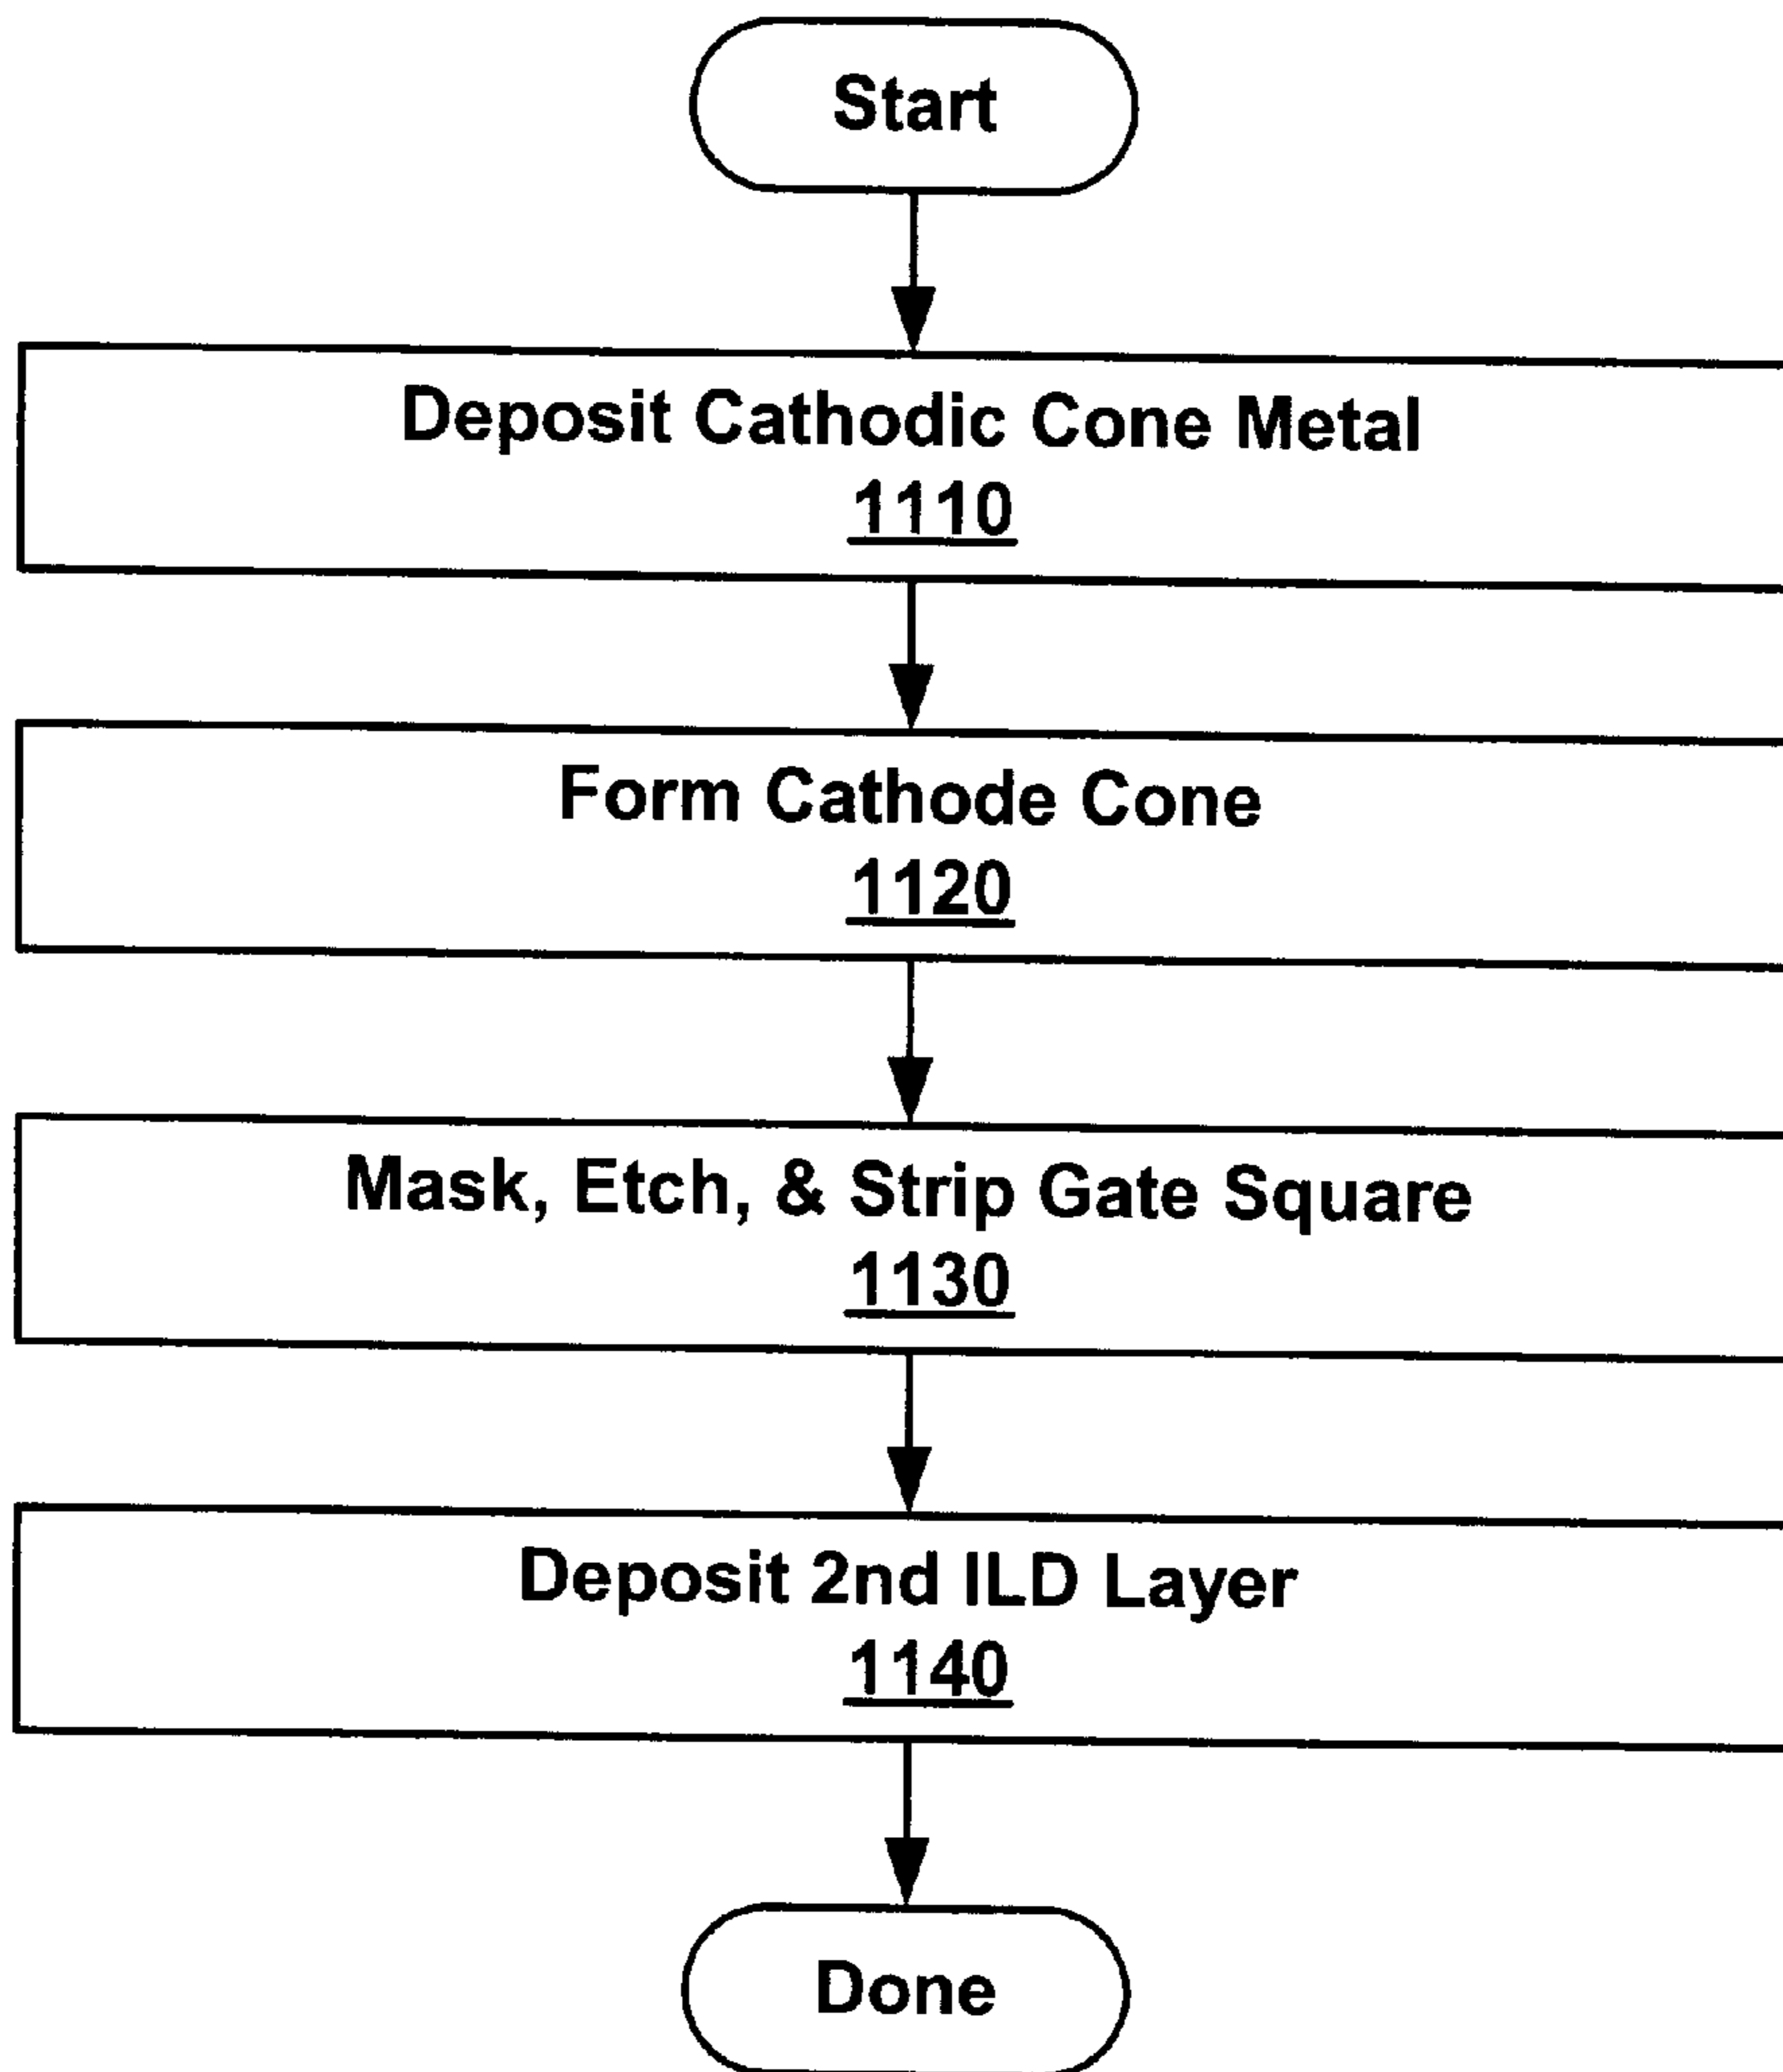 Start
Deposit Cathodic Cone Metal
1110
Form Cathode Cone
1120
Mask, Etch, & Strip Gate Square
1130
Deposit 2nd ILD Layer
1140
Done